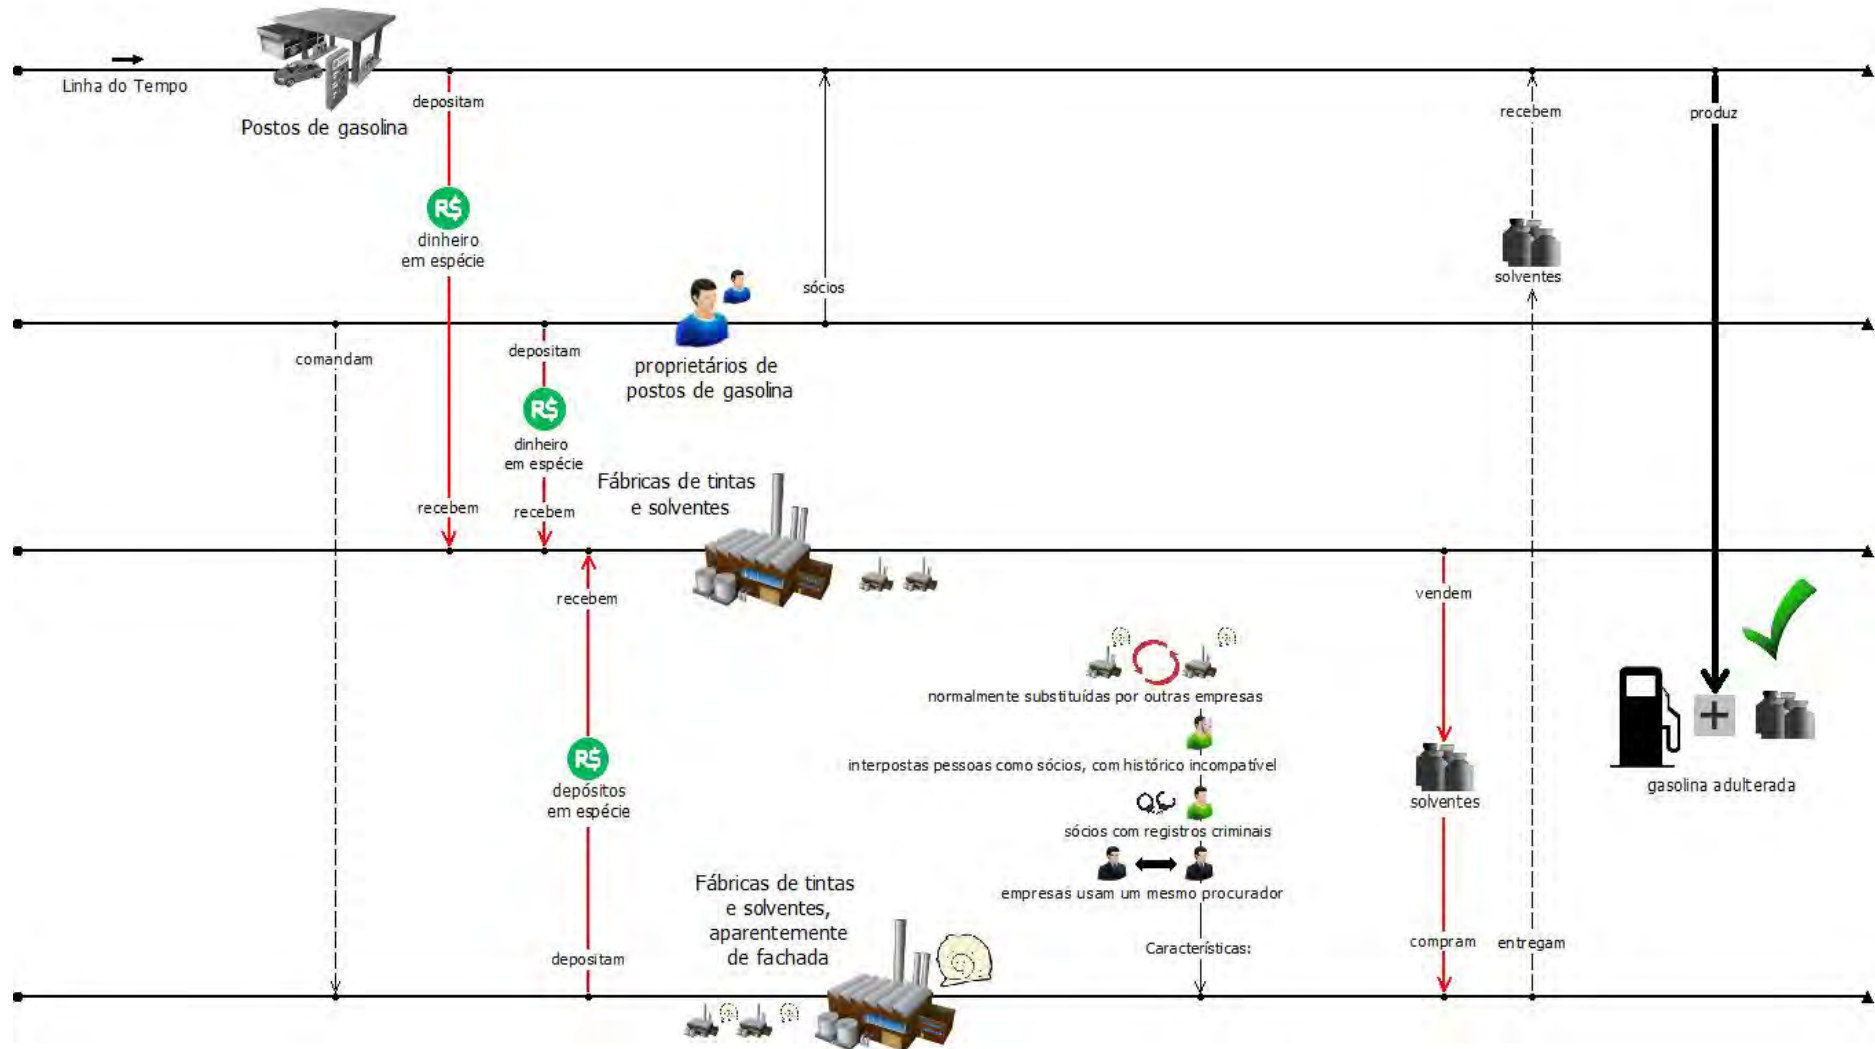 Linha do Tempo
Postos de gasolina
depositam
R$
dinheiro
em espécie
recebem
sócios
recebem
solventes
produz
comandam
depositam
R$
dinheiro
em espécie
recebem
proprietários de
postos de gasolina
Fábricas de tintas
e solventes
recebem
R$
depósitos
em espécie
depositam
normalmente substituídas por outras empresas
interpostas pessoas como sócios, com histórico incompatível
sócios com registros criminais
empresas usam um mesmo procurador
Características:
vendem
solventes
compram
entregam
gasolina adulterada
Fábricas de tintas
e solventes,
aparentemente
de fachada